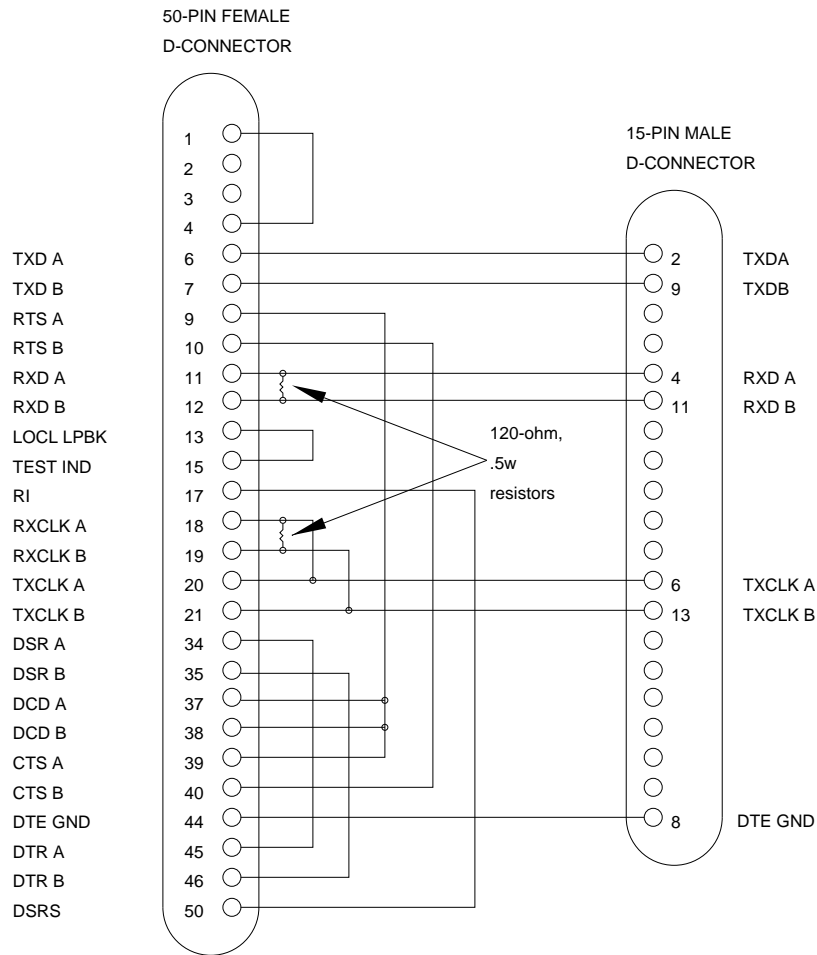 50-PIN FEMALE
D-CONNECTOR
15-PIN MALE
D-CONNECTOR
1
2
3
4
TXD A 6 2 TXDA
TXD B 7 9 TXDB
RTS A 9
RTS B 10
RXD A 11 4 RXD A
RXD B 12 11 RXD B
LOCL LPBK 13
120-ohm,
.5w
resistors
TEST IND 15
RI 17
RXCLK A 18
RXCLK B 19
TXCLK A 20 6 TXCLK A
TXCLK B 21 13 TXCLK B
DSR A 34
DSR B 35
DCD A 37
DCD B 38
CTS A 39
CTS B 40
DTE GND 44 8 DTE GND
DTR A 45
DTR B 46
DSRS 50